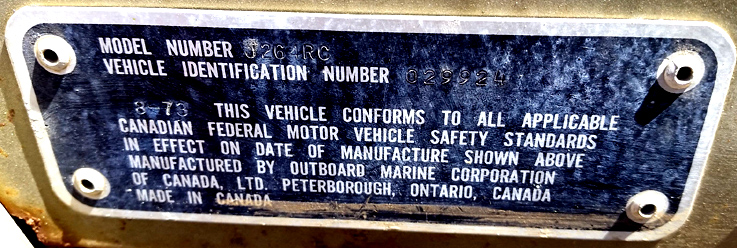 MODEL NUMBER J264RC
VEHICLE IDENTIFICATION NUMBER 029924
8-73 THIS VEHICLE CONFORMS TO ALL APPLICABLE
CANADIAN FEDERAL MOTOR VEHICLE SAFETY STANDARDS
IN EFFECT ON DATE OF MANUFACTURE SHOWN ABOVE
MANUFACTURED BY OUTBOARD MARINE CORPORATION
OF CANADA, LTD. PETERBOROUGH, ONTARIO, CANADA
MADE IN CANADA